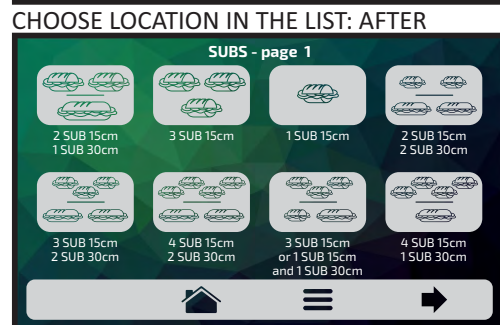 CHOOSE LOCATION IN THE LIST: AFTER
SUBS - page 1
2 SUB 15cm
1 SUB 30cm
3 SUB 15cm
1 SUB 15cm
2 SUB 15cm
2 SUB 30cm
3 SUB 15cm
2 SUB 30cm
4 SUB 15cm
2 SUB 30cm
3 SUB 15cm
or 1 SUB 15cm
and 1 SUB 30cm
4 SUB 15cm
1 SUB 30cm